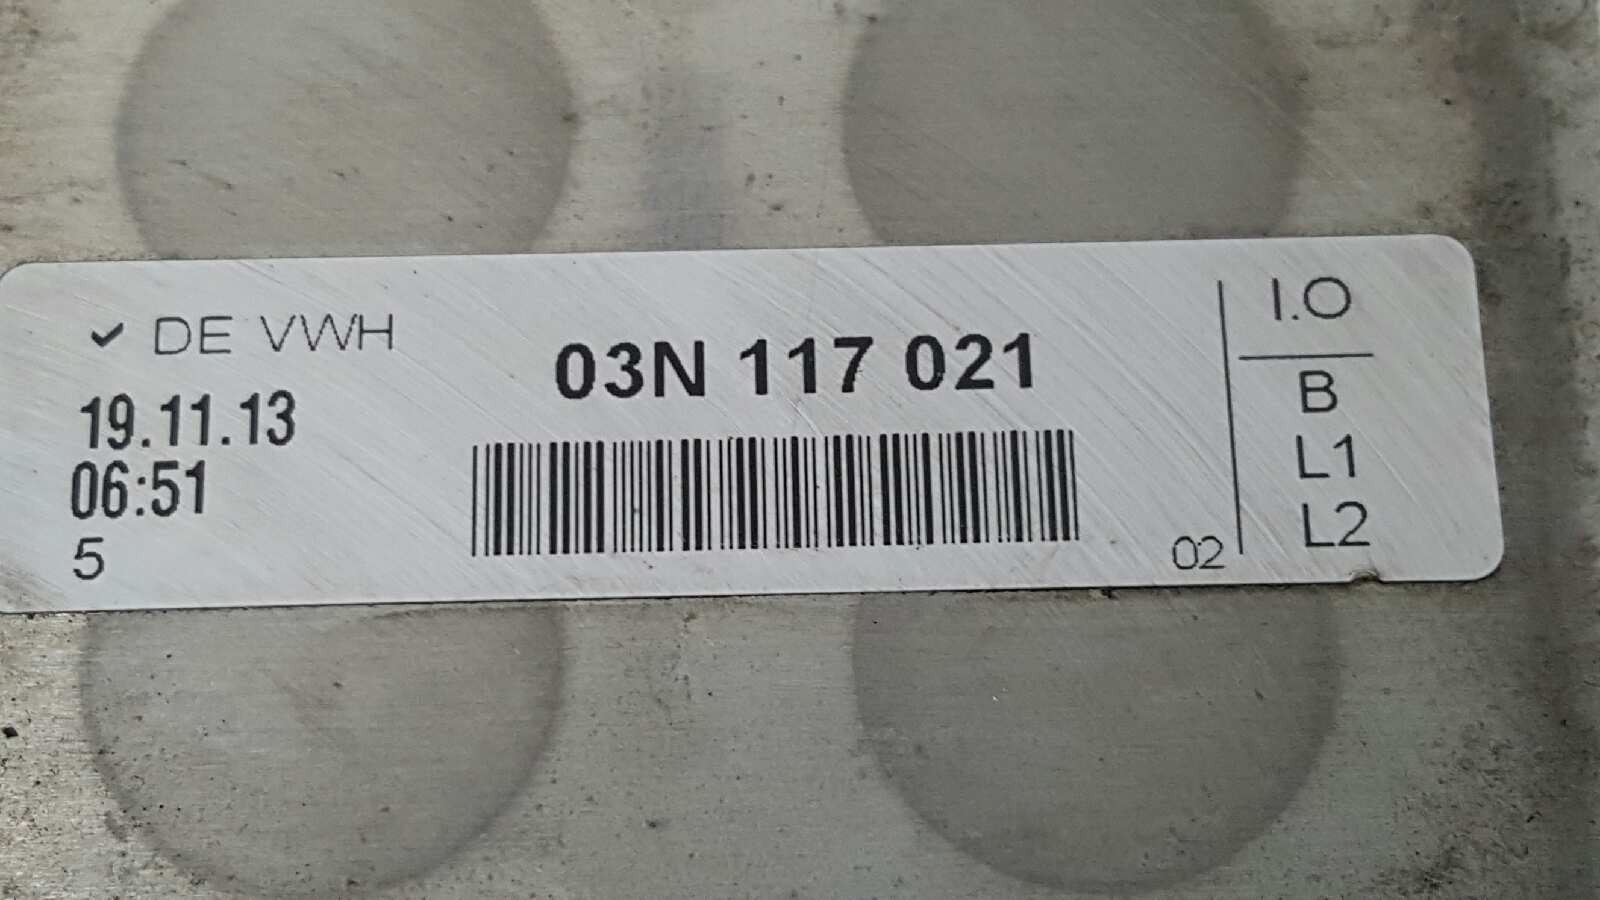 ✓ DE VWH
19.11.13
06:51
5
03N 117 021
02
I.O
B
L1
L2